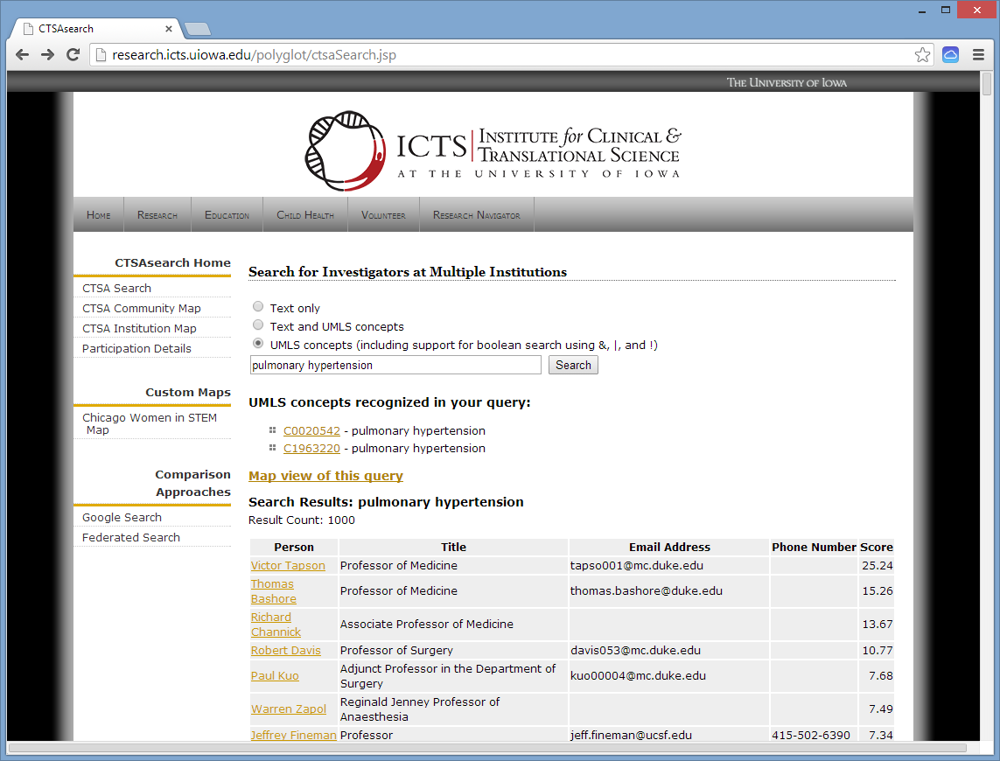 CTSAsearch
research.icts.uiowa.edu/polyglot/ctsaSearch.jsp
The University of Iowa
ICTS Institute for Clinical &
Translational Science
at the University of Iowa
Home Research Education Child Health Volunteer Research Navigator
CTSAsearch Home
CTSA Search
CTSA Community Map
CTSA Institution Map
Participation Details
Custom Maps
Chicago Women in STEM
Map
Comparison
Approaches
Google Search
Federated Search
Search for Investigators at Multiple Institutions
Text only
Text and UMLS concepts
UMLS concepts (including support for boolean search using &, |, and !)
pulmonary hypertension Search
UMLS concepts recognized in your query:
C0020542 - pulmonary hypertension
C1963220 - pulmonary hypertension
Map view of this query
Search Results: pulmonary hypertension
Result Count: 1000
Person Title Email Address Phone Number Score
Victor Tapson Professor of Medicine tapso001@mc.duke.edu 25.24
Thomas
Bashore Professor of Medicine thomas.bashore@duke.edu 15.26
Richard
Channick Associate Professor of Medicine 13.67
Robert Davis Professor of Surgery davis053@mc.duke.edu 10.77
Paul Kuo Adjunct Professor in the Department of
Surgery kuo00004@mc.duke.edu 7.68
Warren Zapol Reginald Jenney Professor of
Anaesthesia 7.49
Jeffrey Fineman Professor jeff.fineman@ucsf.edu 415-502-6390 7.34